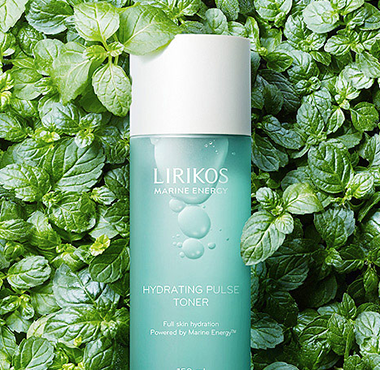 LIRIKOS
MARINE ENERGY
HYDRATING PULSE
TONER
Full skin hydration
Powered by Marine Energy™